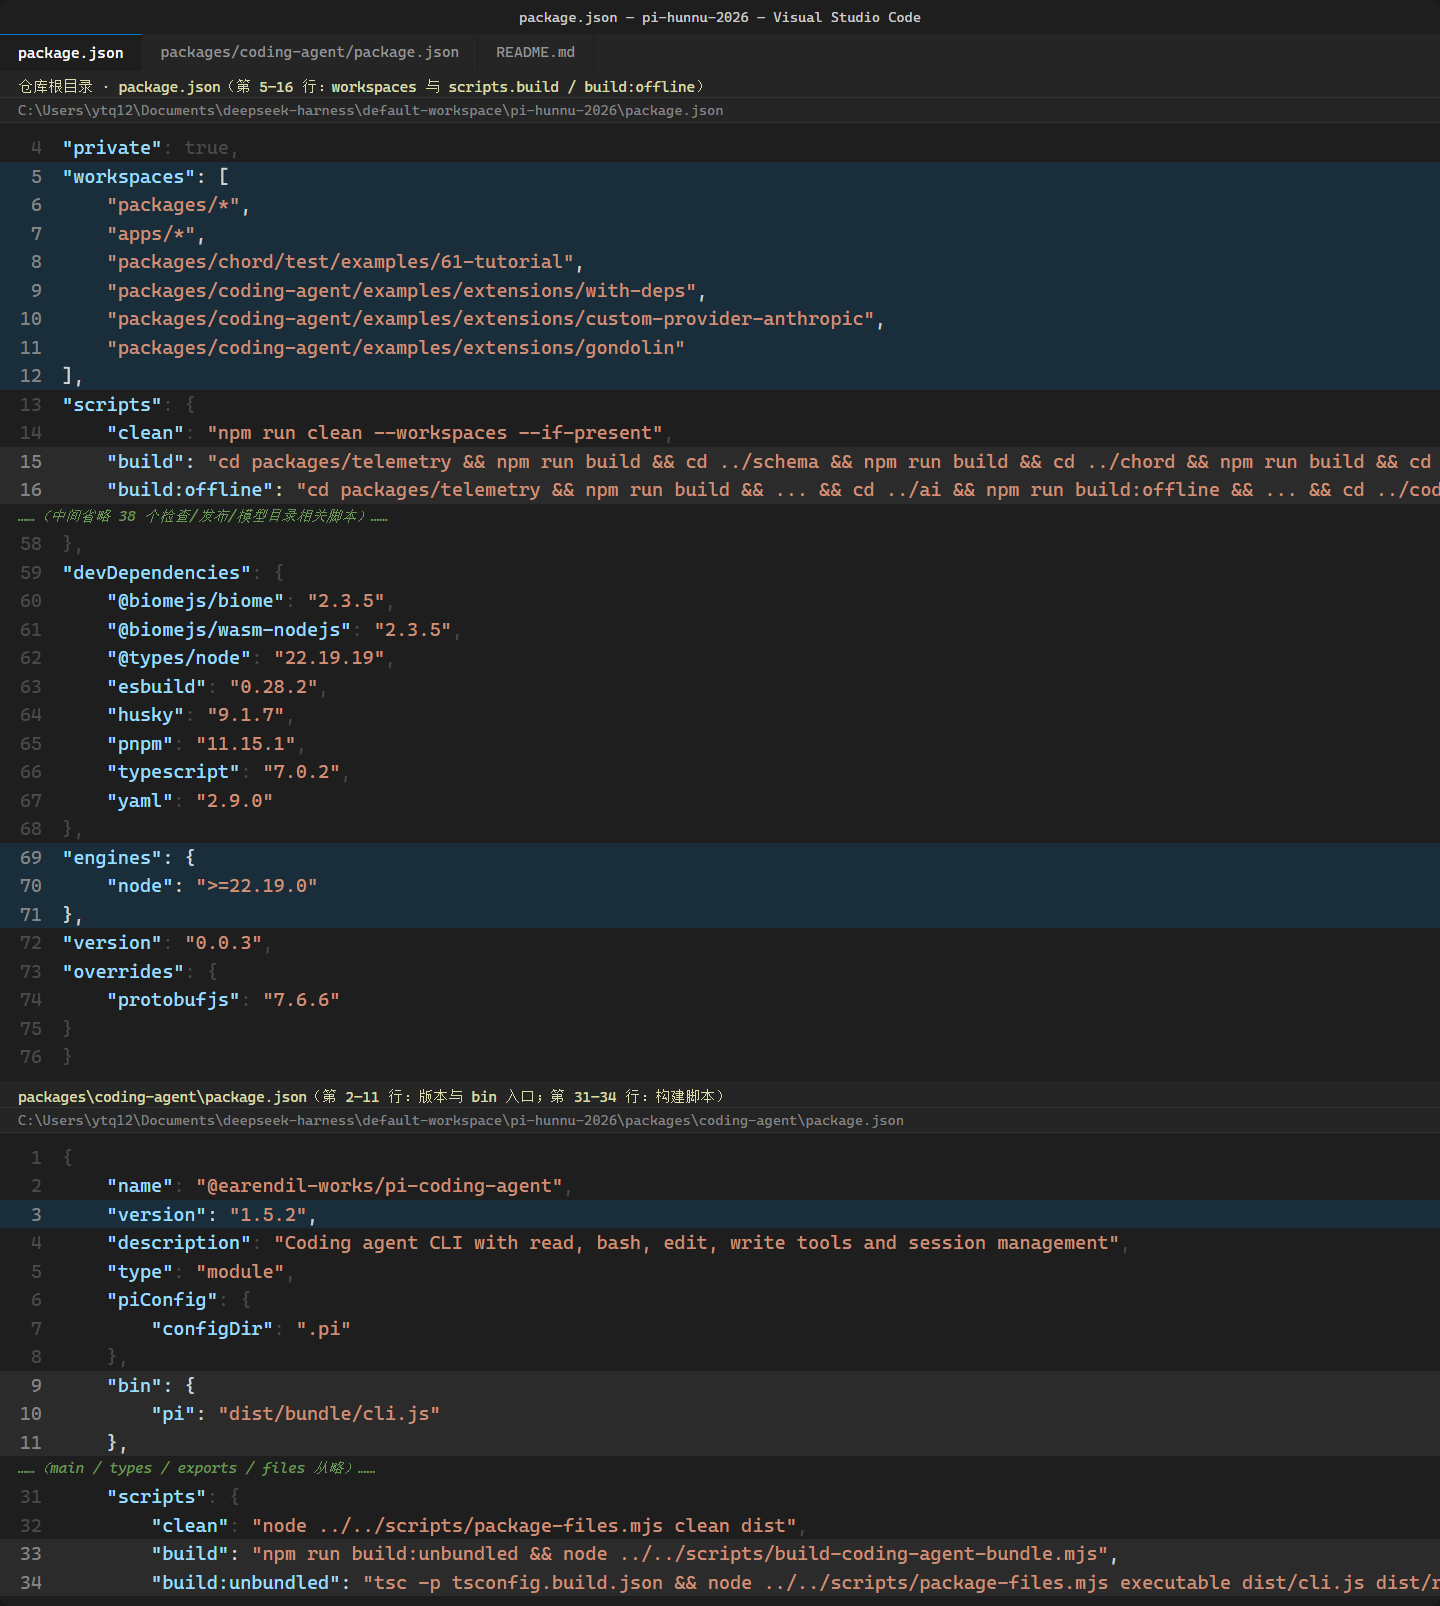 package.json — pi-hunnu-2026 — Visual Studio Code
package.json packages/coding-agent/package.json README.md
仓库根目录 · package.json（第 5–16 行：workspaces 与 scripts.build / build:offline）
C:\Users\ytq12\Documents\deepseek-harness\default-workspace\pi-hunnu-2026\package.json
4 "private": true,
5 "workspaces": [
6 "packages/*",
7 "apps/*",
8 "packages/chord/test/examples/61-tutorial",
9 "packages/coding-agent/examples/extensions/with-deps",
10 "packages/coding-agent/examples/extensions/custom-provider-anthropic",
11 "packages/coding-agent/examples/extensions/gondolin"
12 ],
13 "scripts": {
14 "clean": "npm run clean --workspaces --if-present",
15 "build": "cd packages/telemetry && npm run build && cd ../schema && npm run build && cd ../chord && npm run build && cd
16 "build:offline": "cd packages/telemetry && npm run build && ... && cd ../ai && npm run build:offline && ... && cd ../cod
……（中间省略 38 个检查/发布/模型目录相关脚本）……
58 },
59 "devDependencies": {
60 "@biomejs/biome": "2.3.5",
61 "@biomejs/wasm-nodejs": "2.3.5",
62 "@types/node": "22.19.19",
63 "esbuild": "0.28.2",
64 "husky": "9.1.7",
65 "pnpm": "11.15.1",
66 "typescript": "7.0.2",
67 "yaml": "2.9.0"
68 },
69 "engines": {
70 "node": ">=22.19.0"
71 },
72 "version": "0.0.3",
73 "overrides": {
74 "protobufjs": "7.6.6"
75 }
76 }
packages\coding-agent\package.json（第 2–11 行：版本与 bin 入口；第 31–34 行：构建脚本）
C:\Users\ytq12\Documents\deepseek-harness\default-workspace\pi-hunnu-2026\packages\coding-agent\package.json
1 {
2 "name": "@earendil-works/pi-coding-agent",
3 "version": "1.5.2",
4 "description": "Coding agent CLI with read, bash, edit, write tools and session management",
5 "type": "module",
6 "piConfig": {
7 "configDir": ".pi"
8 },
9 "bin": {
10 "pi": "dist/bundle/cli.js"
11 },
……（main / types / exports / files 从略）……
31 "scripts": {
32 "clean": "node ../../scripts/package-files.mjs clean dist",
33 "build": "npm run build:unbundled && node ../../scripts/build-coding-agent-bundle.mjs",
34 "build:unbundled": "tsc -p tsconfig.build.json && node ../../scripts/package-files.mjs executable dist/cli.js dist/r